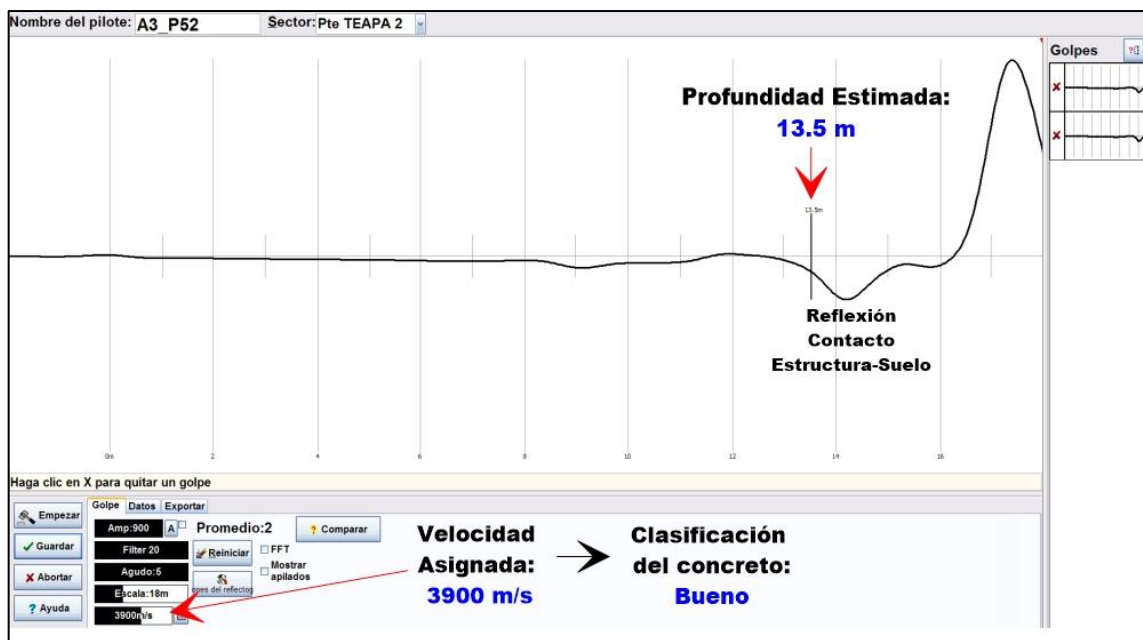 Nombre del pilote: A3_P52 Sector: Pte TEAPA 2
Golpes
Profundidad Estimada:
13.5 m
13.5m
Reflexión
Contacto
Estructura-Suelo
0m 2 4 6 8 10 12 14 16
Haga clic en X para quitar un golpe
Empezar
Guardar
Abortar
Ayuda
Golpe Datos Exportar
Amp:900 A Promedio:2 Comparar
Filter 20 Reiniciar FFT
Agudo:5 Mostrar
apilados
Escala:18m del reflector
3900m/s
Velocidad
Asignada:
3900 m/s
Clasificación
del concreto:
Bueno